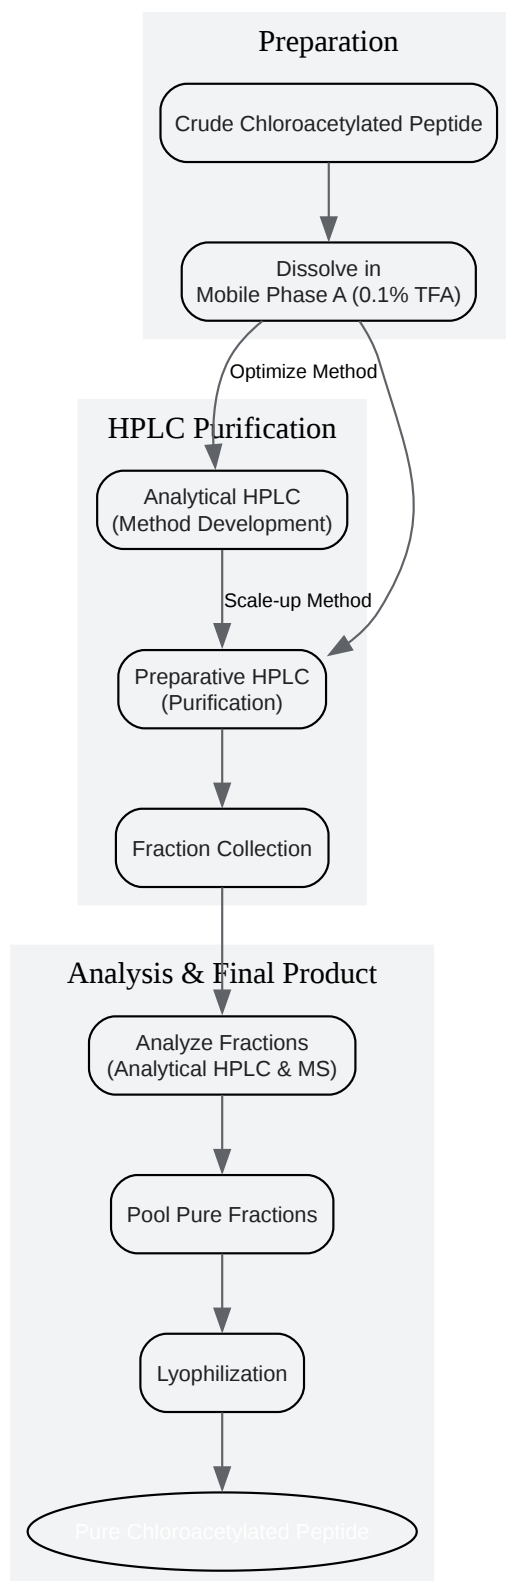 Preparation
Crude Chloroacetylated Peptide
Dissolve in
Mobile Phase A (0.1% TFA)
Optimize Method
HPLC Purification
Analytical HPLC
(Method Development)
Scale-up Method
Preparative HPLC
(Purification)
Fraction Collection
Analysis & Final Product
Analyze Fractions
(Analytical HPLC & MS)
Pool Pure Fractions
Lyophilization
Pure Chloroacetylated Peptide